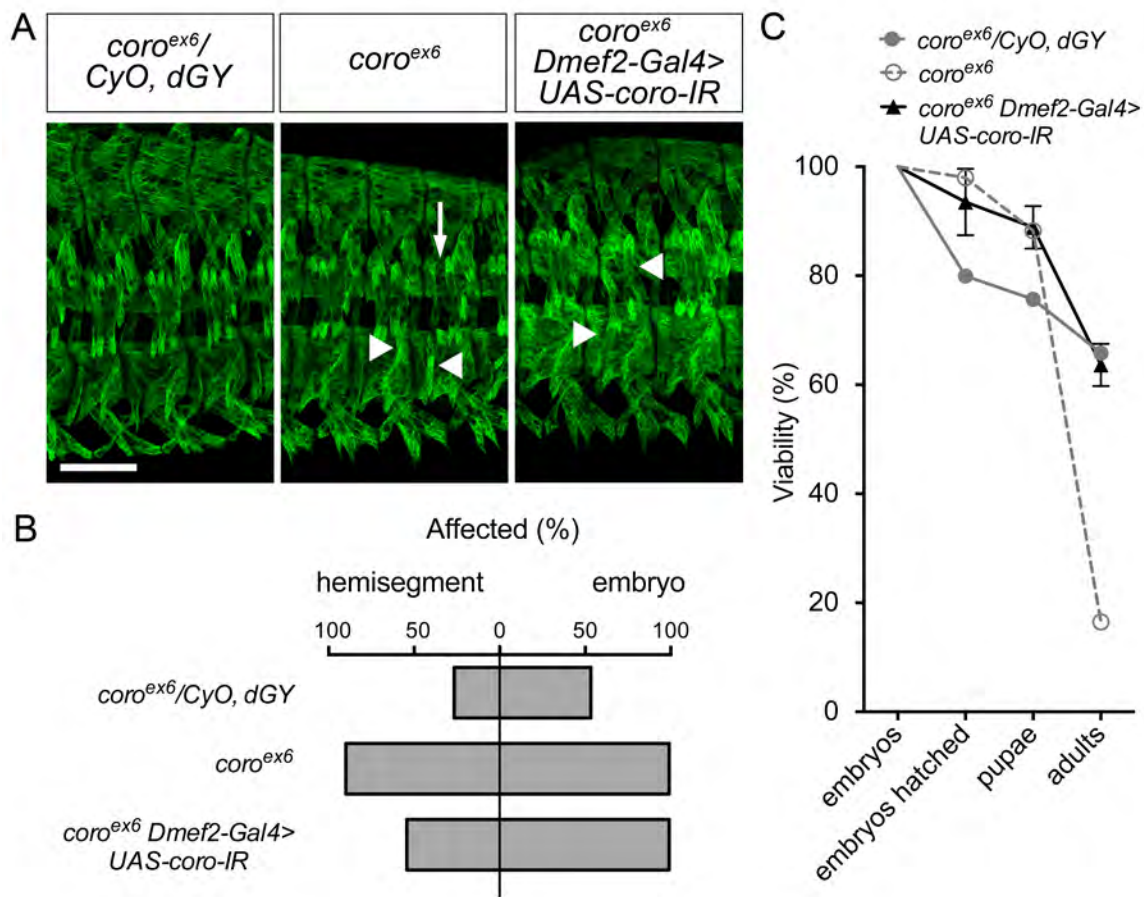 A
coro^ex6/
CyO, dGY
coro^ex6
coro^ex6
Dmef2-Gal4>
UAS-coro-IR
B
Affected (%)
hemisegment embryo
100 50 0 50 100
coro^ex6/CyO, dGY
coro^ex6
coro^ex6 Dmef2-Gal4>
UAS-coro-IR
C
coro^ex6/CyO, dGY
coro^ex6
coro^ex6 Dmef2-Gal4>
UAS-coro-IR
Viability (%)
100
80
60
40
20
0
embryos
embryos hatched
pupae
adults